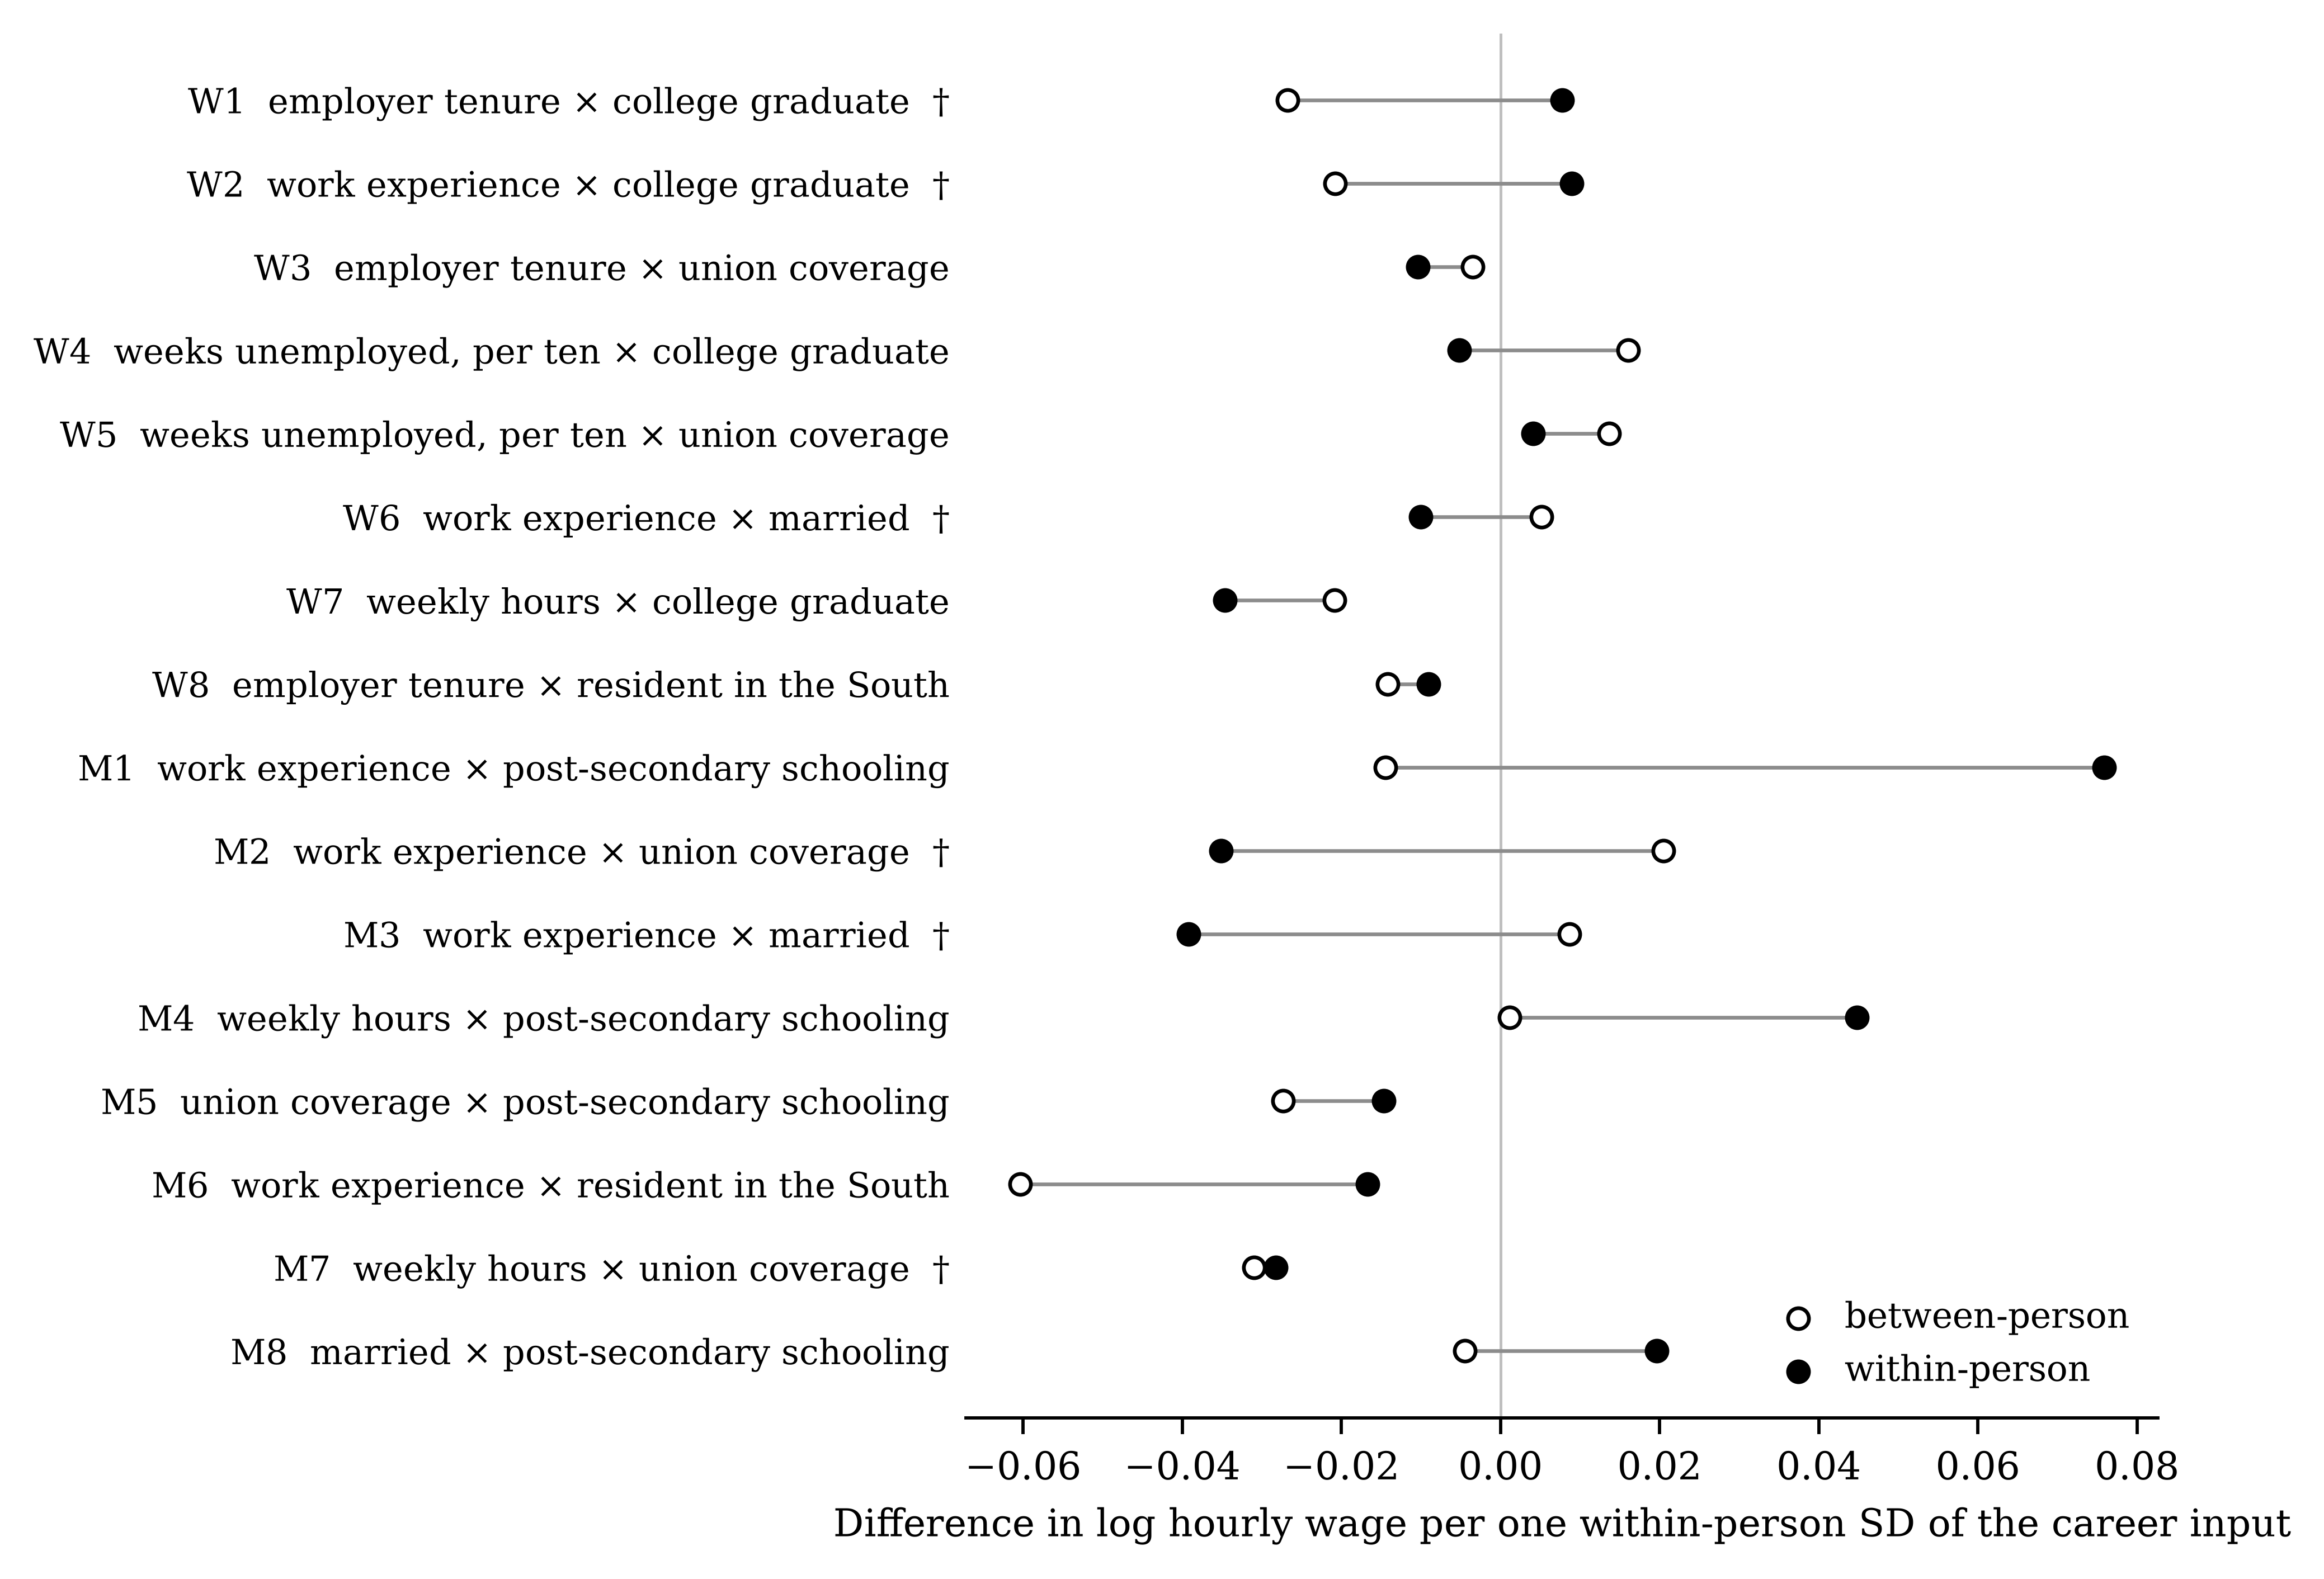 W1 employer tenure × college graduate †
W2 work experience × college graduate †
W3 employer tenure × union coverage
W4 weeks unemployed, per ten × college graduate
W5 weeks unemployed, per ten × union coverage
W6 work experience × married †
W7 weekly hours × college graduate
W8 employer tenure × resident in the South
M1 work experience × post-secondary schooling
M2 work experience × union coverage †
M3 work experience × married †
M4 weekly hours × post-secondary schooling
M5 union coverage × post-secondary schooling
M6 work experience × resident in the South
M7 weekly hours × union coverage †
M8 married × post-secondary schooling
between-person
within-person
−0.06 −0.04 −0.02 0.00 0.02 0.04 0.06 0.08
Difference in log hourly wage per one within-person SD of the career input